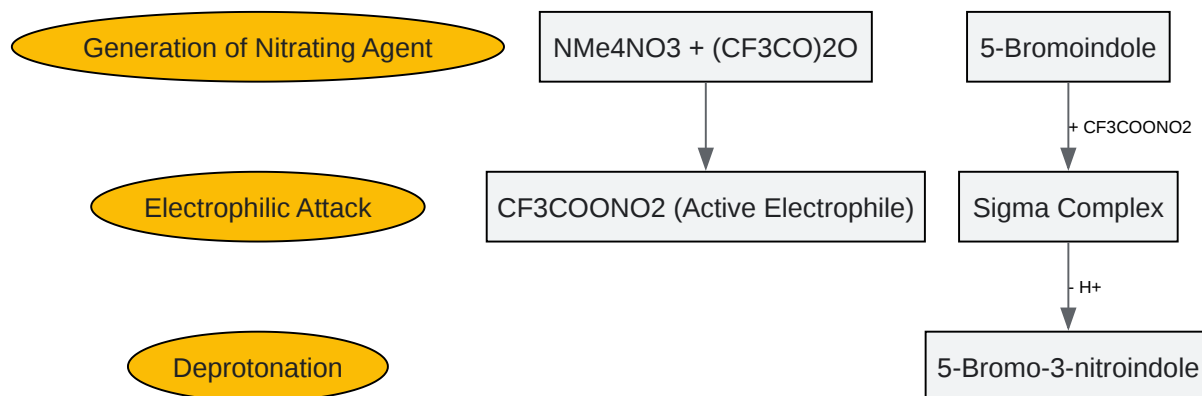 Generation of Nitrating Agent
NMe4NO3 + (CF3CO)2O
5-Bromoindole
+ CF3COONO2
Electrophilic Attack
CF3COONO2 (Active Electrophile)
Sigma Complex
- H+
Deprotonation
5-Bromo-3-nitroindole